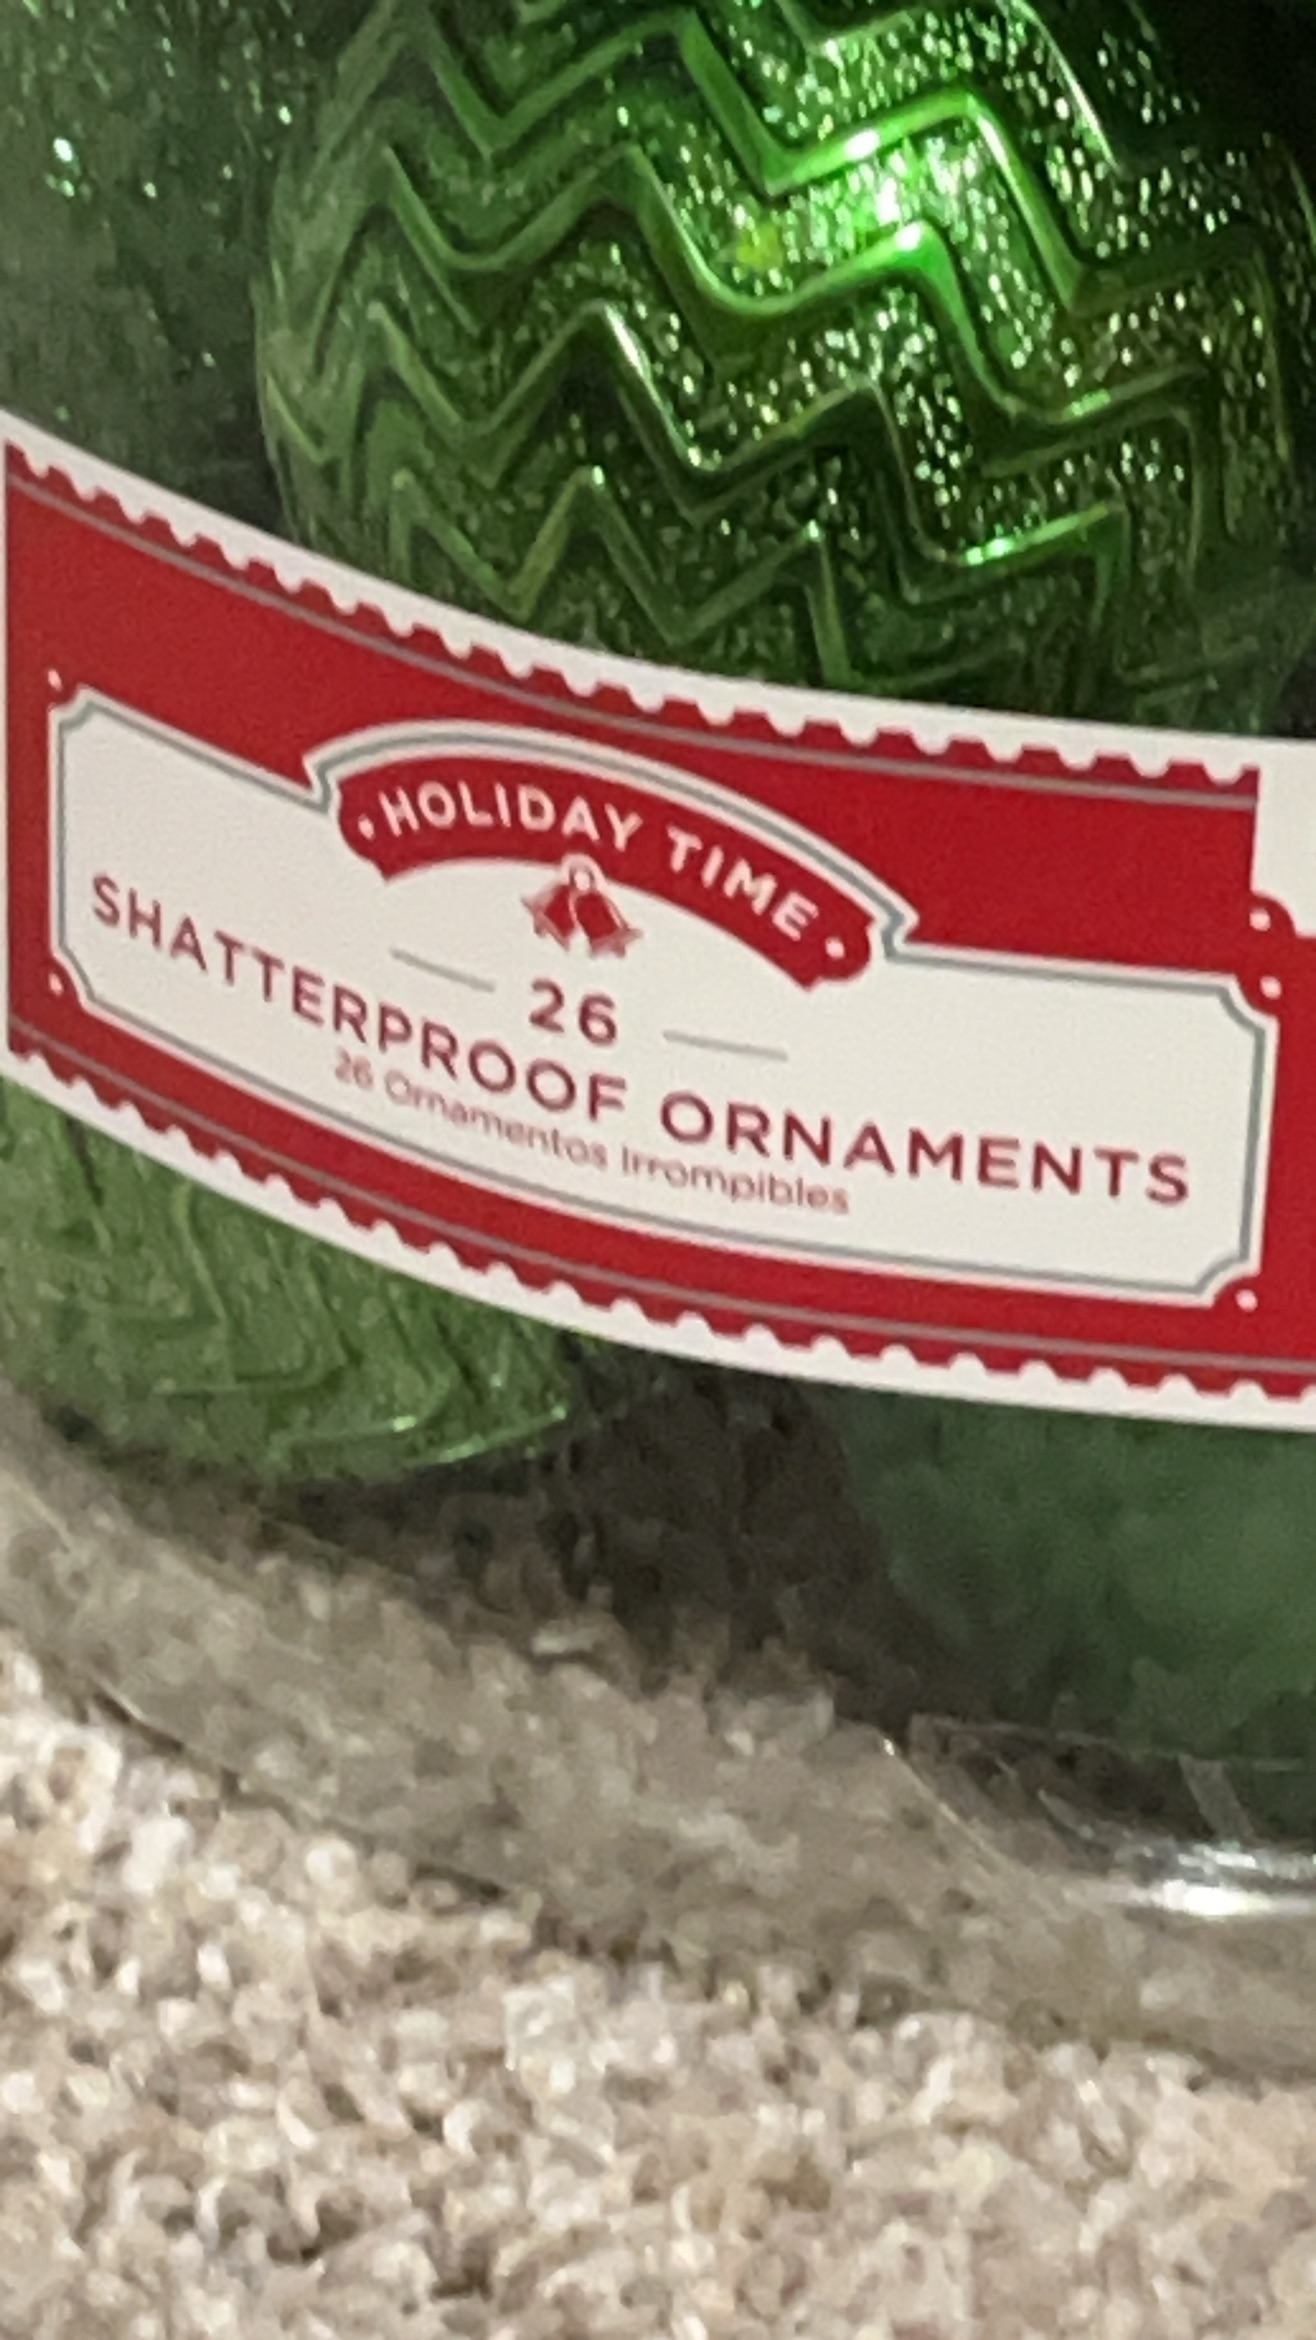 HOLIDAY TIME
26
SHATTERPROOF ORNAMENTS
26 Ornamentos Irrompibles